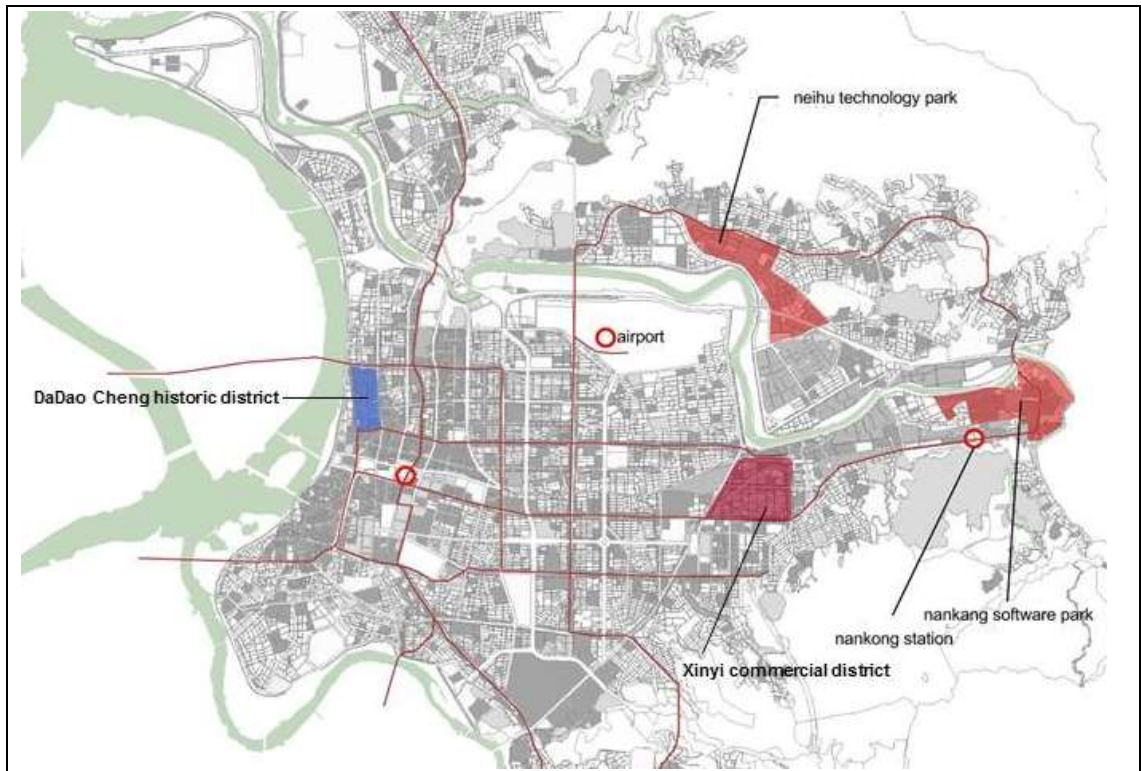 neihu technology park
airport
DaDao Cheng historic district
nankang software park
nankong station
Xinyi commercial district